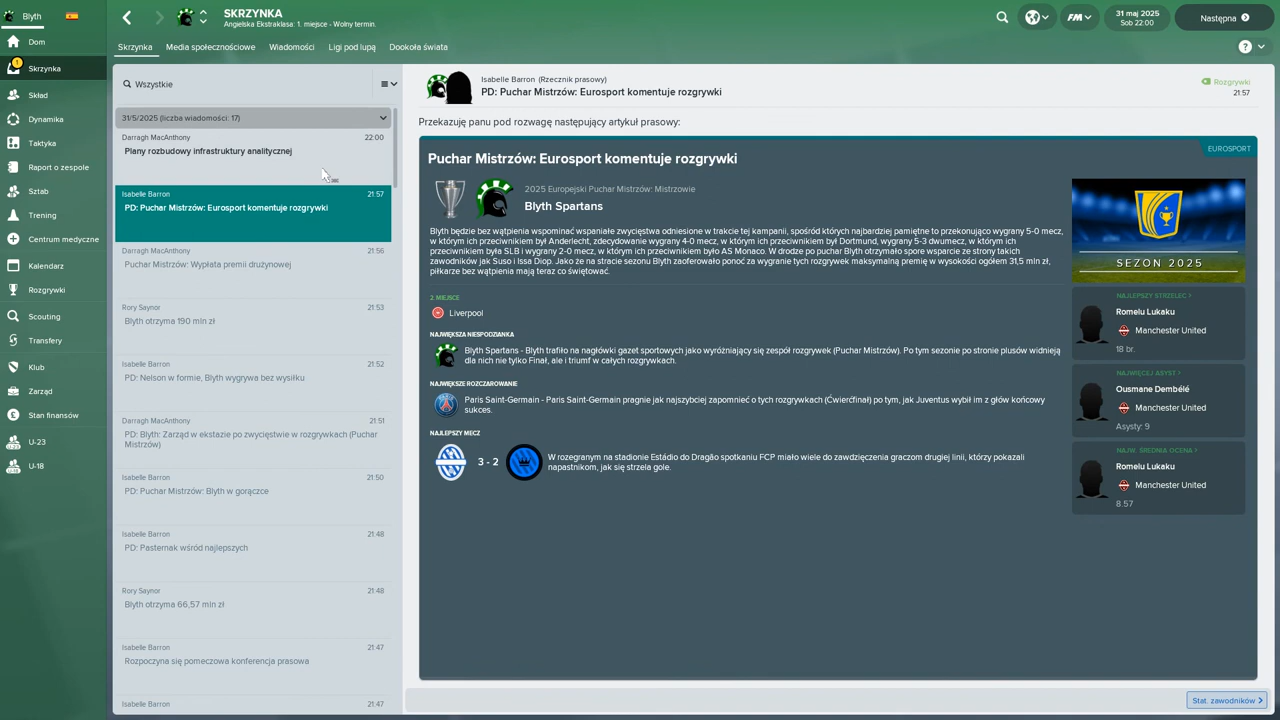 Blyth
SKRZYNKA
Angielska Ekstraklasa: 1. miejsce - Wolny termin.
FM
31 maj 2025
Sob 22:00
Następna
Dom
1
Skrzynka
Skład
Dynamika
Taktyka
Raport o zespole
Sztab
Trening
Centrum medyczne
Kalendarz
Rozgrywki
Scouting
Transfery
Klub
Zarząd
Stan finansów
U-23
U-18
Skrzynka
Media społecznościowe
Wiadomości
Ligi pod lupą
Dookoła świata
?
Wszystkie
31/5/2025 (liczba wiadomości: 17)
Darragh MacAnthony 22:00
Plany rozbudowy infrastruktury analitycznej
Isabelle Barron 21:57
PD: Puchar Mistrzów: Eurosport komentuje rozgrywki
Darragh MacAnthony 21:56
Puchar Mistrzów: Wypłata premii drużynowej
Rory Saynor 21:53
Blyth otrzyma 190 mln zł
Isabelle Barron 21:52
PD: Nelson w formie, Blyth wygrywa bez wysiłku
Darragh MacAnthony 21:51
PD: Blyth: Zarząd w ekstazie po zwycięstwie w rozgrywkach (Puchar
Mistrzów)
Isabelle Barron 21:50
PD: Puchar Mistrzów: Blyth w gorączce
Isabelle Barron 21:48
PD: Pasternak wśród najlepszych
Rory Saynor 21:48
Blyth otrzyma 66,57 mln zł
Isabelle Barron 21:47
Rozpoczyna się pomeczowa konferencja prasowa
Isabelle Barron 21:47
Isabelle Barron (Rzecznik prasowy)
PD: Puchar Mistrzów: Eurosport komentuje rozgrywki
Rozgrywki
21:57
Przekazuję panu pod rozwagę następujący artykuł prasowy:
EUROSPORT
Puchar Mistrzów: Eurosport komentuje rozgrywki
2025 Europejski Puchar Mistrzów: Mistrzowie
Blyth Spartans
Blyth będzie bez wątpienia wspominać wspaniałe zwycięstwa odniesione w trakcie tej kampanii, spośród których najbardziej pamiętne to przekonująco wygrany 5-0 mecz,
w którym ich przeciwnikiem był Anderlecht, zdecydowanie wygrany 4-0 mecz, w którym ich przeciwnikiem był Dortmund, wygrany 5-3 dwumecz, w którym ich
przeciwnikiem było SLB i wygrany 2-0 mecz, w którym ich przeciwnikiem było AS Monaco. W drodze po puchar Blyth otrzymało spore wsparcie ze strony takich
zawodników jak Suso i Issa Diop. Jako że na starcie sezonu Blyth zaoferowało ponoć za wygranie tych rozgrywek maksymalną premię w wysokości ogółem 31,5 mln zł,
piłkarze bez wątpienia mają teraz co świętować.
2. MIEJSCE
Liverpool
NAJWIĘKSZA NIESPODZIANKA
Blyth Spartans - Blyth trafiło na nagłówki gazet sportowych jako wyróżniający się zespół rozgrywek (Puchar Mistrzów). Po tym sezonie po stronie plusów widnieją
dla nich nie tylko Finał, ale i triumf w całych rozgrywkach.
NAJWIĘKSZE ROZCZAROWANIE
Paris Saint-Germain - Paris Saint-Germain pragnie jak najszybciej zapomnieć o tych rozgrywkach (Ćwierćfinał) po tym, jak Juventus wybił im z głów końcowy
sukces.
NAJLEPSZY MECZ
3 - 2
W rozegranym na stadionie Estádio do Dragão spotkaniu FCP miało wiele do zawdzięczenia graczom drugiej linii, którzy pokazali
napastnikom, jak się strzela gole.
SEZON 2025
NAJLEPSZY STRZELEC >
Romelu Lukaku
Manchester United
18 br.
NAJWIĘCEJ ASYST >
Ousmane Dembélé
Manchester United
Asysty: 9
NAJW. ŚREDNIA OCENA >
Romelu Lukaku
Manchester United
8.57
Stat. zawodników >